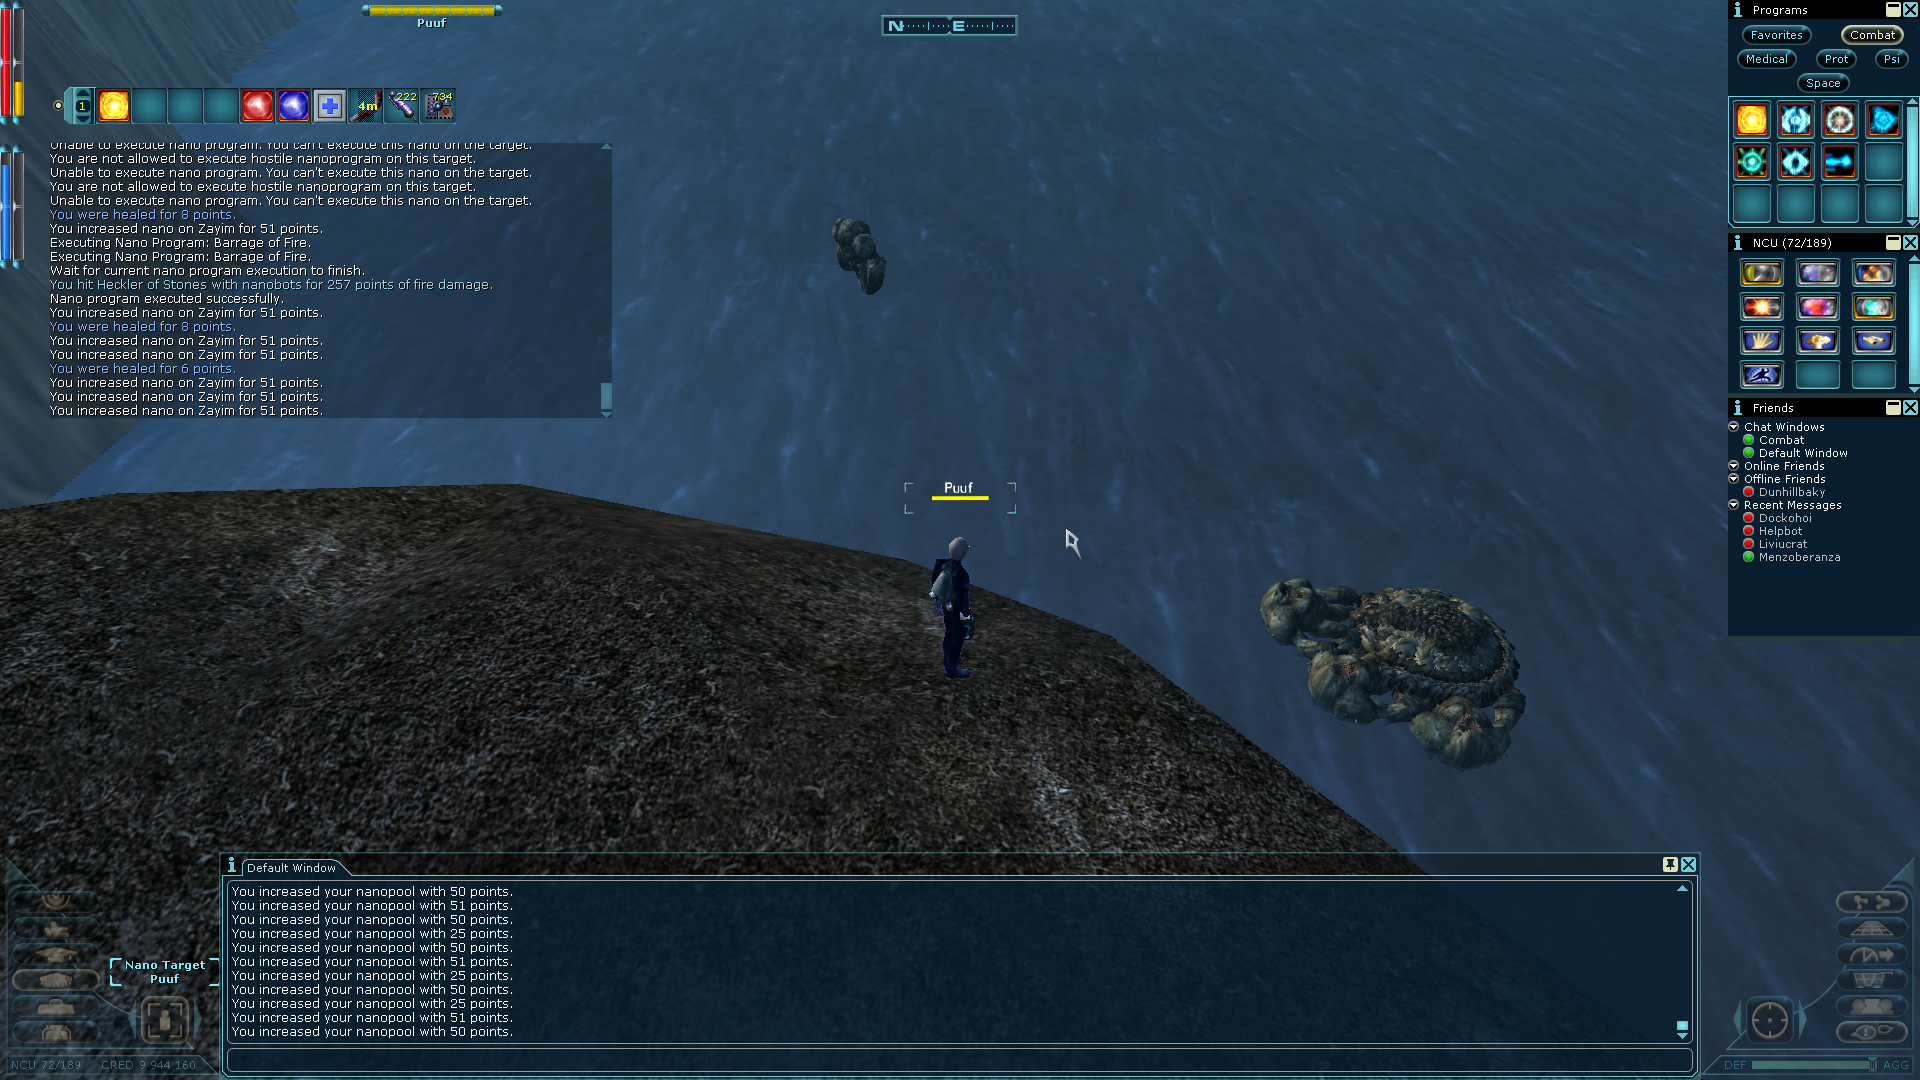 Puuf
N E
1
4m
222
734
Unable to execute nano program. You can't execute this nano on the target.
You are not allowed to execute hostile nanoprogram on this target.
Unable to execute nano program. You can't execute this nano on the target.
You are not allowed to execute hostile nanoprogram on this target.
Unable to execute nano program. You can't execute this nano on the target.
You were healed for 8 points.
You increased nano on Zayim for 51 points.
Executing Nano Program: Barrage of Fire.
Executing Nano Program: Barrage of Fire.
Wait for current nano program execution to finish.
You hit Heckler of Stones with nanobots for 257 points of fire damage.
Nano program executed successfully.
You increased nano on Zayim for 51 points.
You were healed for 8 points.
You increased nano on Zayim for 51 points.
You increased nano on Zayim for 51 points.
You were healed for 6 points.
You increased nano on Zayim for 51 points.
You increased nano on Zayim for 51 points.
You increased nano on Zayim for 51 points.
Puuf
Programs
Favorites
Combat
Medical
Prot
Psi
Space
NCU (72/189)
Friends
Chat Windows
Combat
Default Window
Online Friends
Offline Friends
Dunhillbaky
Recent Messages
Dockohoi
Helpbot
Liviucrat
Menzoberanza
Default Window
You increased your nanopool with 50 points.
You increased your nanopool with 51 points.
You increased your nanopool with 50 points.
You increased your nanopool with 25 points.
You increased your nanopool with 50 points.
You increased your nanopool with 51 points.
You increased your nanopool with 25 points.
You increased your nanopool with 50 points.
You increased your nanopool with 25 points.
You increased your nanopool with 51 points.
You increased your nanopool with 50 points.
Nano Target
Puuf
NCU 72/189
CRED 9 944 160
DEF
AGG